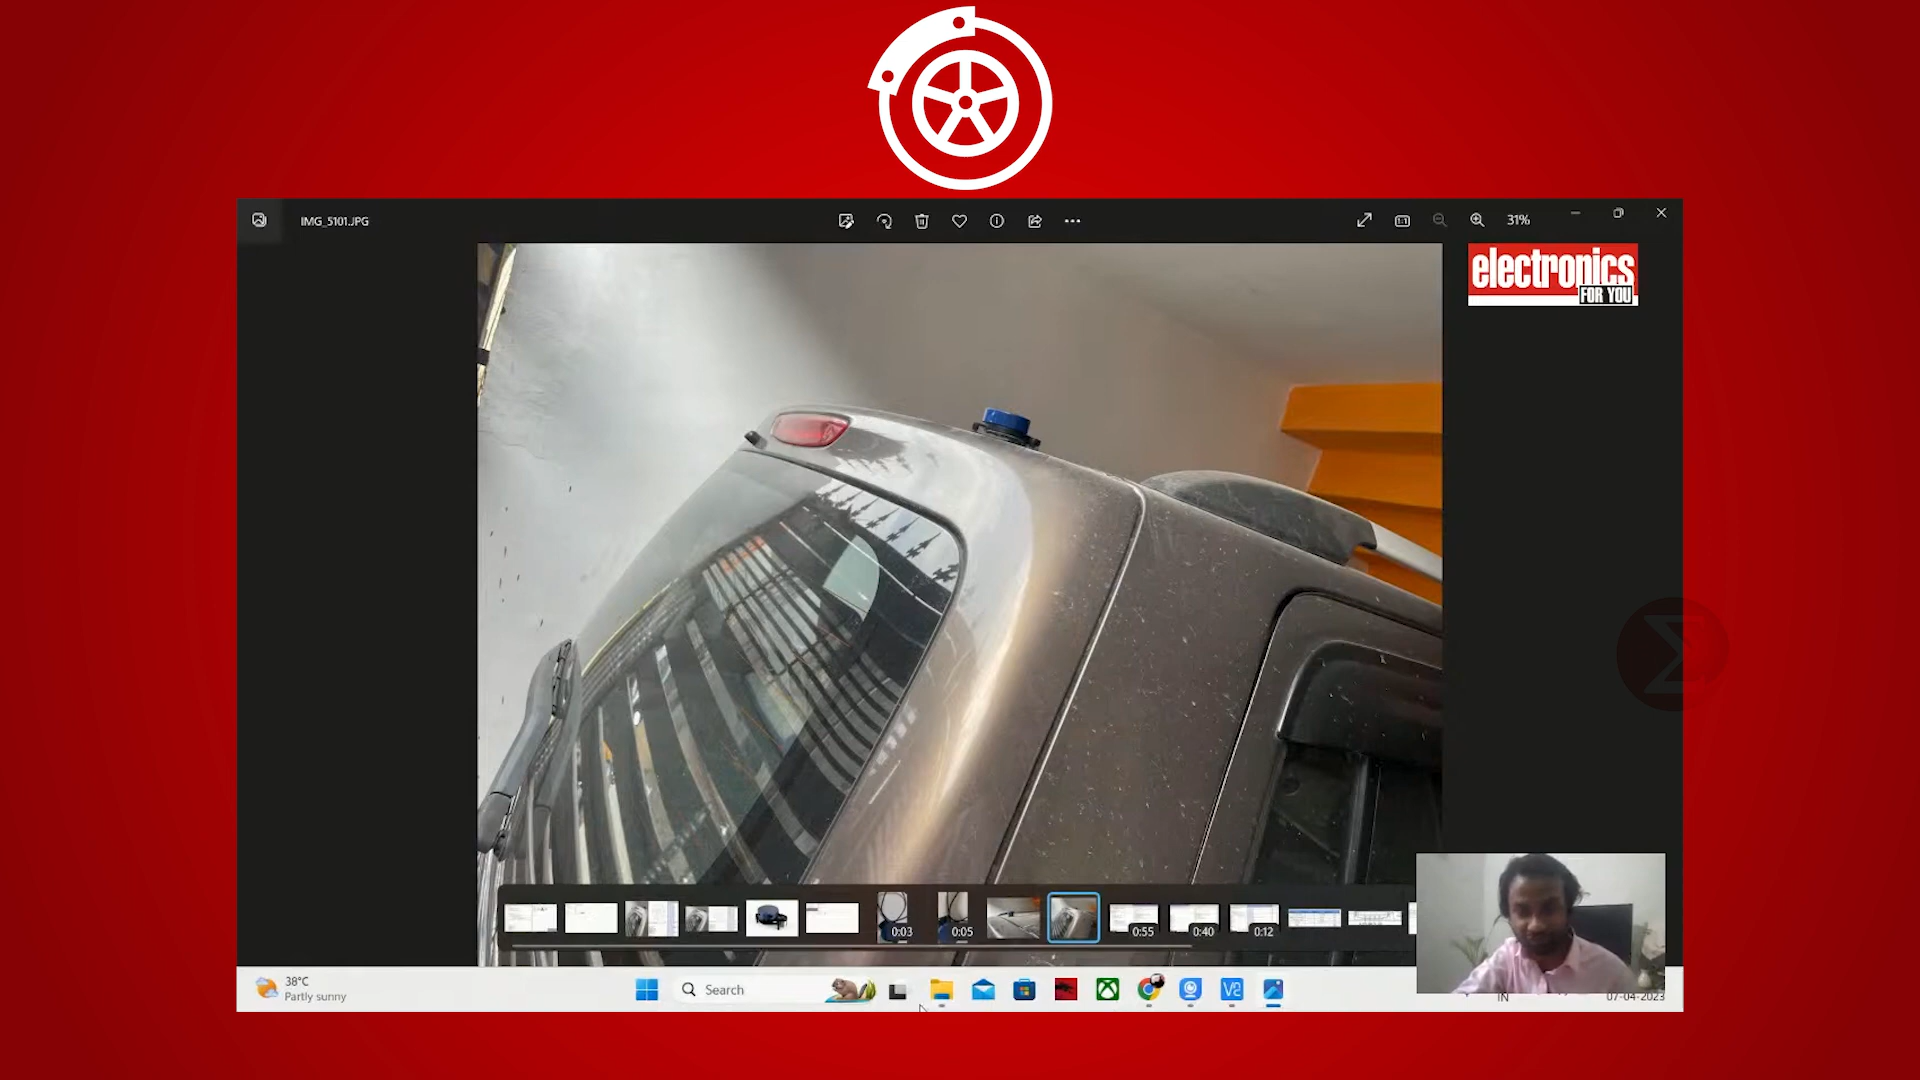 IMG_5101.JPG
31%
electronics
FOR YOU
0:03
0:05
0:55
0:40
0:12
38°C
Partly sunny
Search
IN
07-04-2023